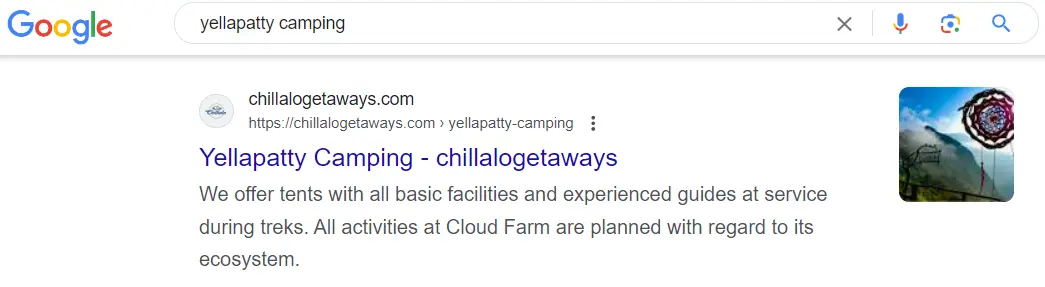 Google
yellapatty camping
chillalogetaways.com
https://chillalogetaways.com › yellapatty-camping
Yellapatty Camping - chillalogetaways
We offer tents with all basic facilities and experienced guides at service
during treks. All activities at Cloud Farm are planned with regard to its
ecosystem.